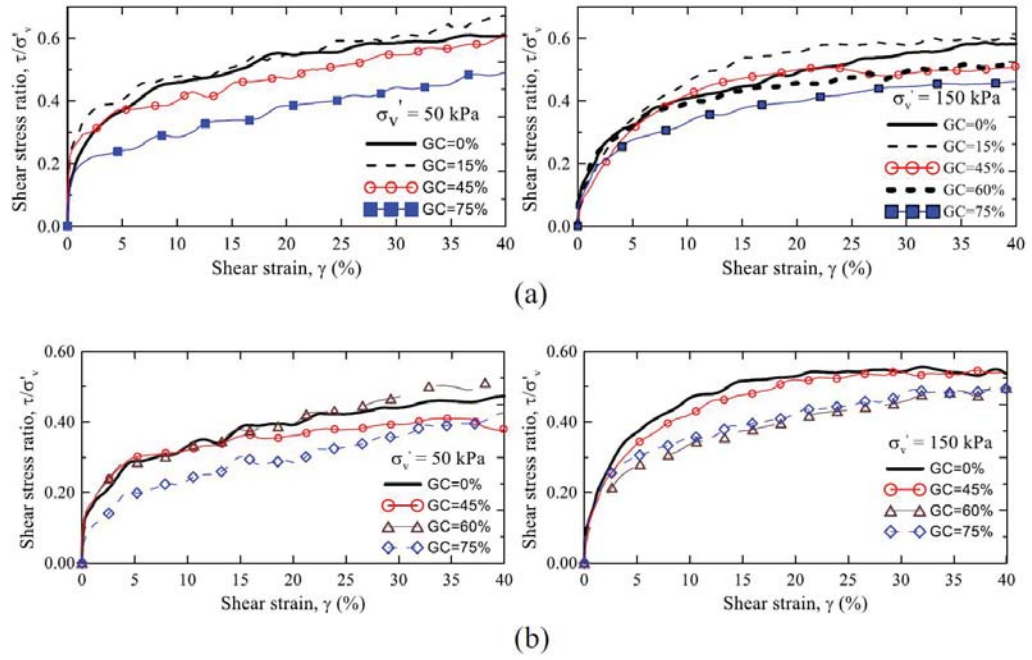 0.6
0.4
0.2
0.0
Shear stress ratio, τ/σ'v
σv' = 50 kPa
GC=0%
GC=15%
GC=45%
GC=75%
0 5 10 15 20 25 30 35 40
Shear strain, γ (%)
0.6
0.4
0.2
0.0
Shear stress ratio, τ/σ'v
σv' = 150 kPa
GC=0%
GC=15%
GC=45%
GC=60%
GC=75%
0 5 10 15 20 25 30 35 40
Shear strain, γ (%)
(a)
0.60
0.40
0.20
0.00
Shear stress ratio, τ/σ'v
σv' = 50 kPa
GC=0%
GC=45%
GC=60%
GC=75%
0 5 10 15 20 25 30 35 40
Shear strain, γ (%)
0.60
0.40
0.20
0.00
Shear stress ratio, τ/σ'v
σv' = 150 kPa
GC=0%
GC=45%
GC=60%
GC=75%
0 5 10 15 20 25 30 35 40
Shear strain, γ (%)
(b)